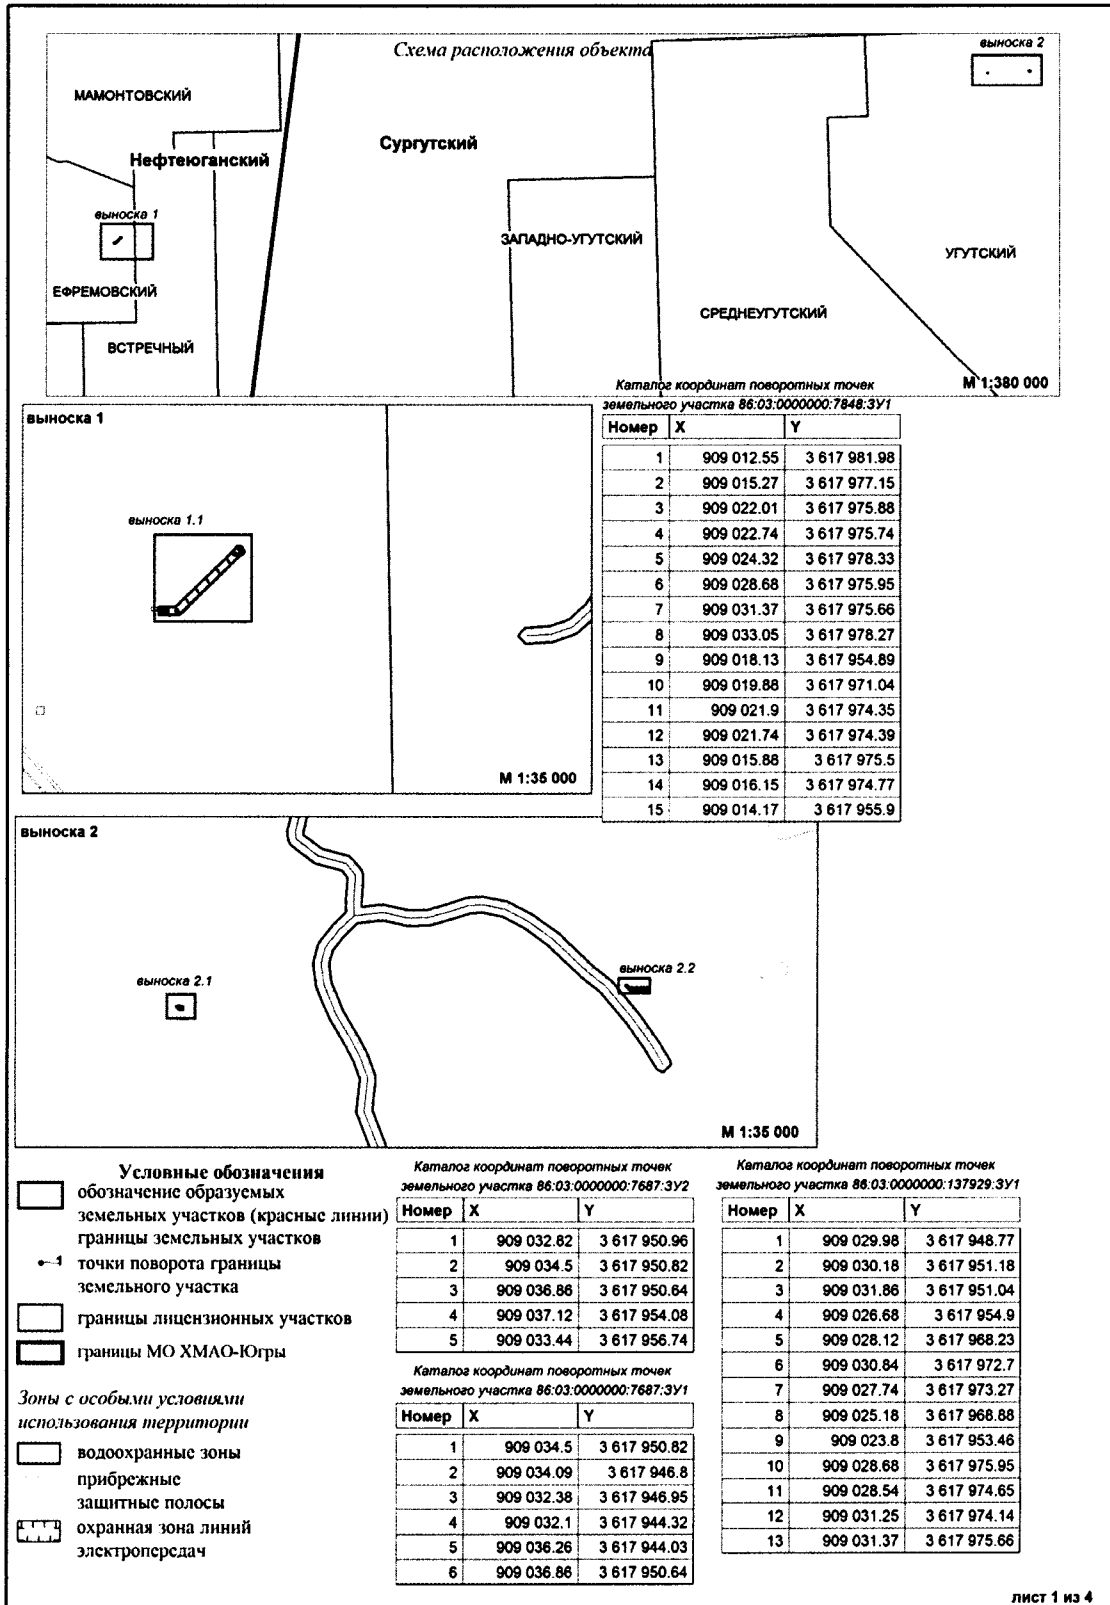 Схема расположения объекта
выноска 2
МАМОНТОВСКИЙ
Нефтеюганский
Сургутский
выноска 1
ЗАПАДНО-УГУТСКИЙ
УГУТСКИЙ
ЕФРЕМОВСКИЙ
СРЕДНЕУГУТСКИЙ
ВСТРЕЧНЫЙ
М 1:380 000
выноска 1
выноска 1.1
М 1:35 000
Каталог координат поворотных точек
земельного участка 86:03:0000000:7848:ЗУ1
Номер X Y
1 909 012.55 3 617 981.98
2 909 015.27 3 617 977.15
3 909 022.01 3 617 975.88
4 909 022.74 3 617 975.74
5 909 024.32 3 617 978.33
6 909 028.68 3 617 975.95
7 909 031.37 3 617 975.66
8 909 033.05 3 617 978.27
9 909 018.13 3 617 954.89
10 909 019.88 3 617 971.04
11 909 021.9 3 617 974.35
12 909 021.74 3 617 974.39
13 909 015.88 3 617 975.5
14 909 016.15 3 617 974.77
15 909 014.17 3 617 955.9
выноска 2
выноска 2.1
выноска 2.2
М 1:35 000
Условные обозначения
обозначение образуемых
земельных участков (красные линии)
границы земельных участков
1 точки поворота границы
земельного участка
границы лицензионных участков
границы МО ХМАО-Югры
Зоны с особыми условиями
использования территории
водоохранные зоны
прибрежные
защитные полосы
охранная зона линий
электропередач
Каталог координат поворотных точек
земельного участка 86:03:0000000:7687:ЗУ2
Номер X Y
1 909 032.82 3 617 950.96
2 909 034.5 3 617 950.82
3 909 036.86 3 617 950.64
4 909 037.12 3 617 954.08
5 909 033.44 3 617 956.74
Каталог координат поворотных точек
земельного участка 86:03:0000000:7687:ЗУ1
Номер X Y
1 909 034.5 3 617 950.82
2 909 034.09 3 617 946.8
3 909 032.38 3 617 946.95
4 909 032.1 3 617 944.32
5 909 036.26 3 617 944.03
6 909 036.86 3 617 950.64
Каталог координат поворотных точек
земельного участка 86:03:0000000:137929:ЗУ1
Номер X Y
1 909 029.98 3 617 948.77
2 909 030.18 3 617 951.18
3 909 031.86 3 617 951.04
4 909 026.68 3 617 954.9
5 909 028.12 3 617 968.23
6 909 030.84 3 617 972.7
7 909 027.74 3 617 973.27
8 909 025.18 3 617 968.88
9 909 023.8 3 617 953.46
10 909 028.68 3 617 975.95
11 909 028.54 3 617 974.65
12 909 031.25 3 617 974.14
13 909 031.37 3 617 975.66
лист 1 из 4